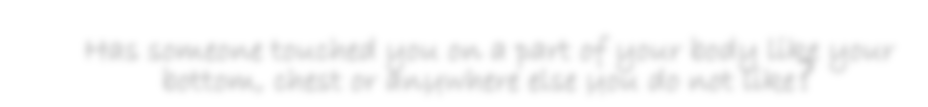 Has someone touched you on a part of your body like your
bottom, chest or anywhere else you do not like?